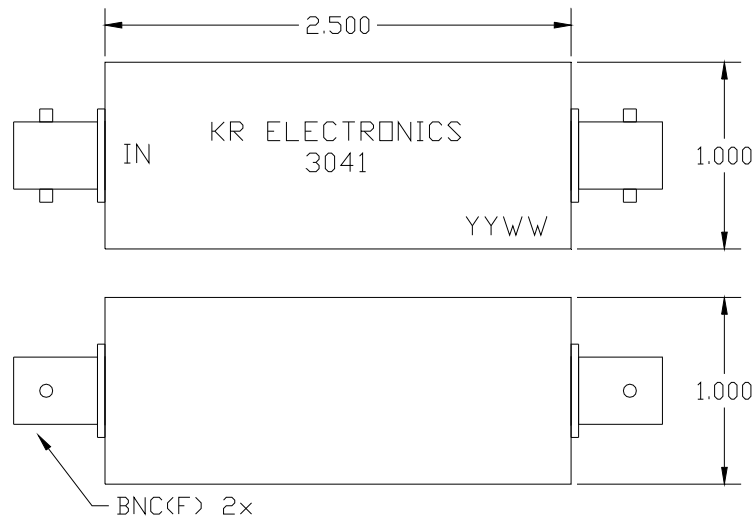 2.500
KR ELECTRONICS
IN
3041
1.000
YYWW
1.000
BNC(F) 2x